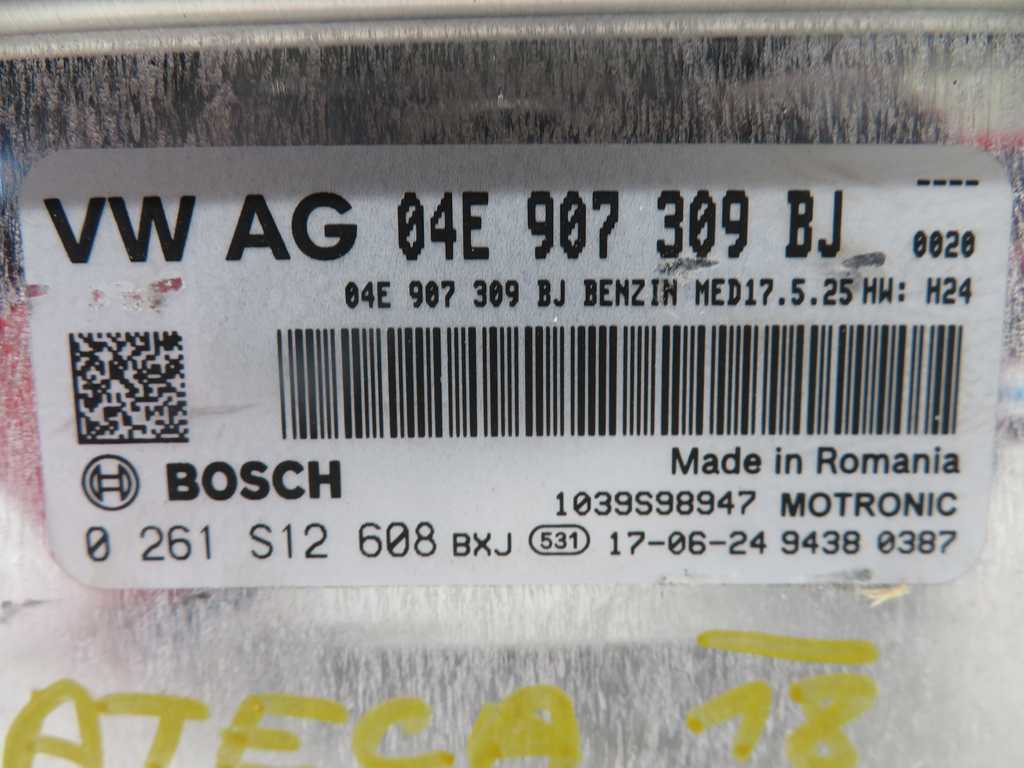 ----
VW AG 04E 907 309 BJ 0020
04E 907 309 BJ BENZIN MED17.5.25 HW: H24
Made in Romania
BOSCH
1039S98947 MOTRONIC
0 261 S12 608 BXJ 531 17-06-24 9438 0387
ATECA 18